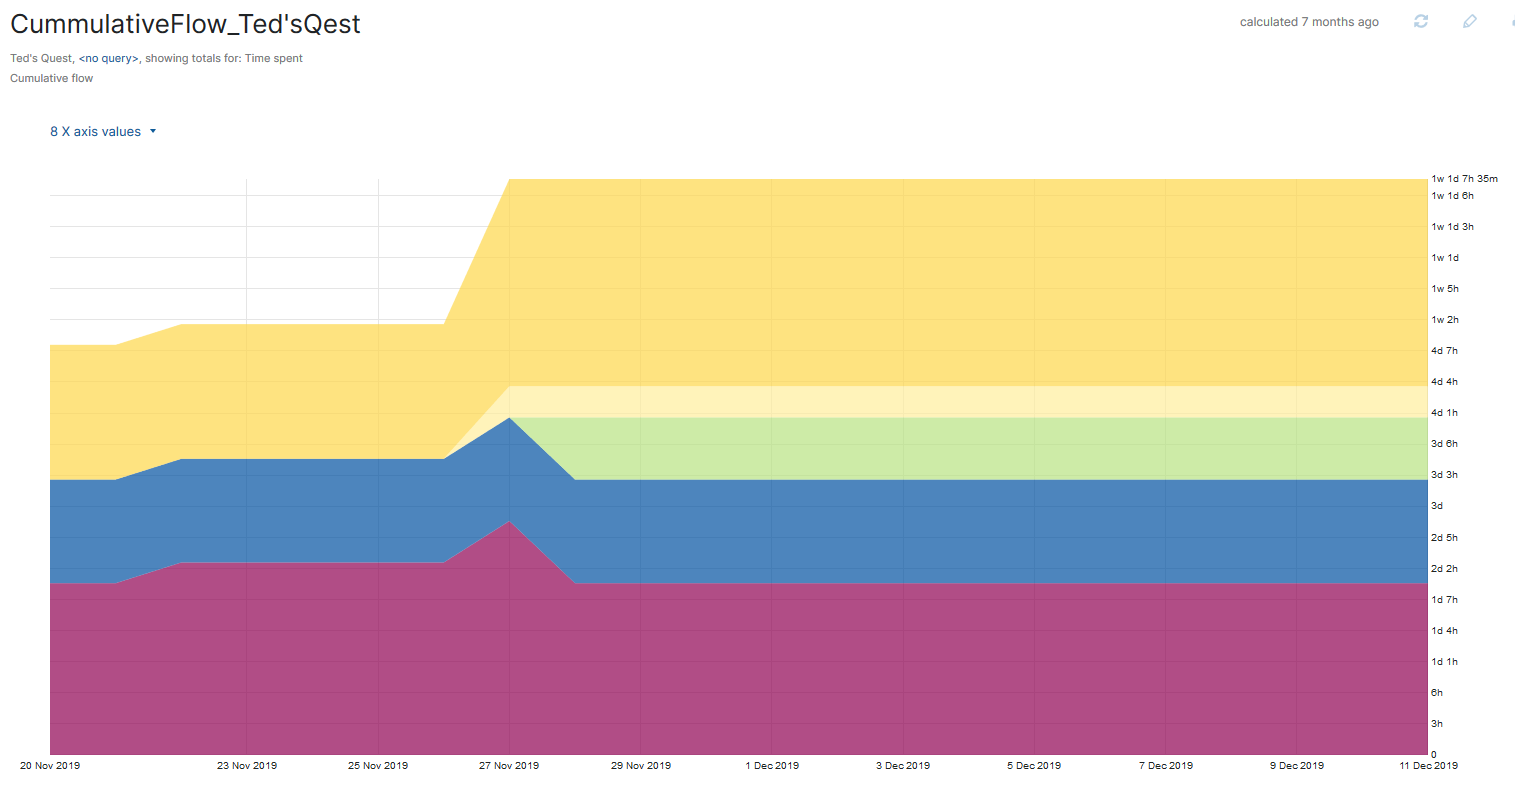 CummulativeFlow_Ted'sQest
calculated 7 months ago
Ted's Quest, <no query>, showing totals for: Time spent
Cumulative flow
8 X axis values
1w 1d 7h 35m
1w 1d 6h
1w 1d 3h
1w 1d
1w 5h
1w 2h
4d 7h
4d 4h
4d 1h
3d 6h
3d 3h
3d
2d 5h
2d 2h
1d 7h
1d 4h
1d 1h
6h
3h
0
20 Nov 2019 23 Nov 2019 25 Nov 2019 27 Nov 2019 29 Nov 2019 1 Dec 2019 3 Dec 2019 5 Dec 2019 7 Dec 2019 9 Dec 2019 11 Dec 2019